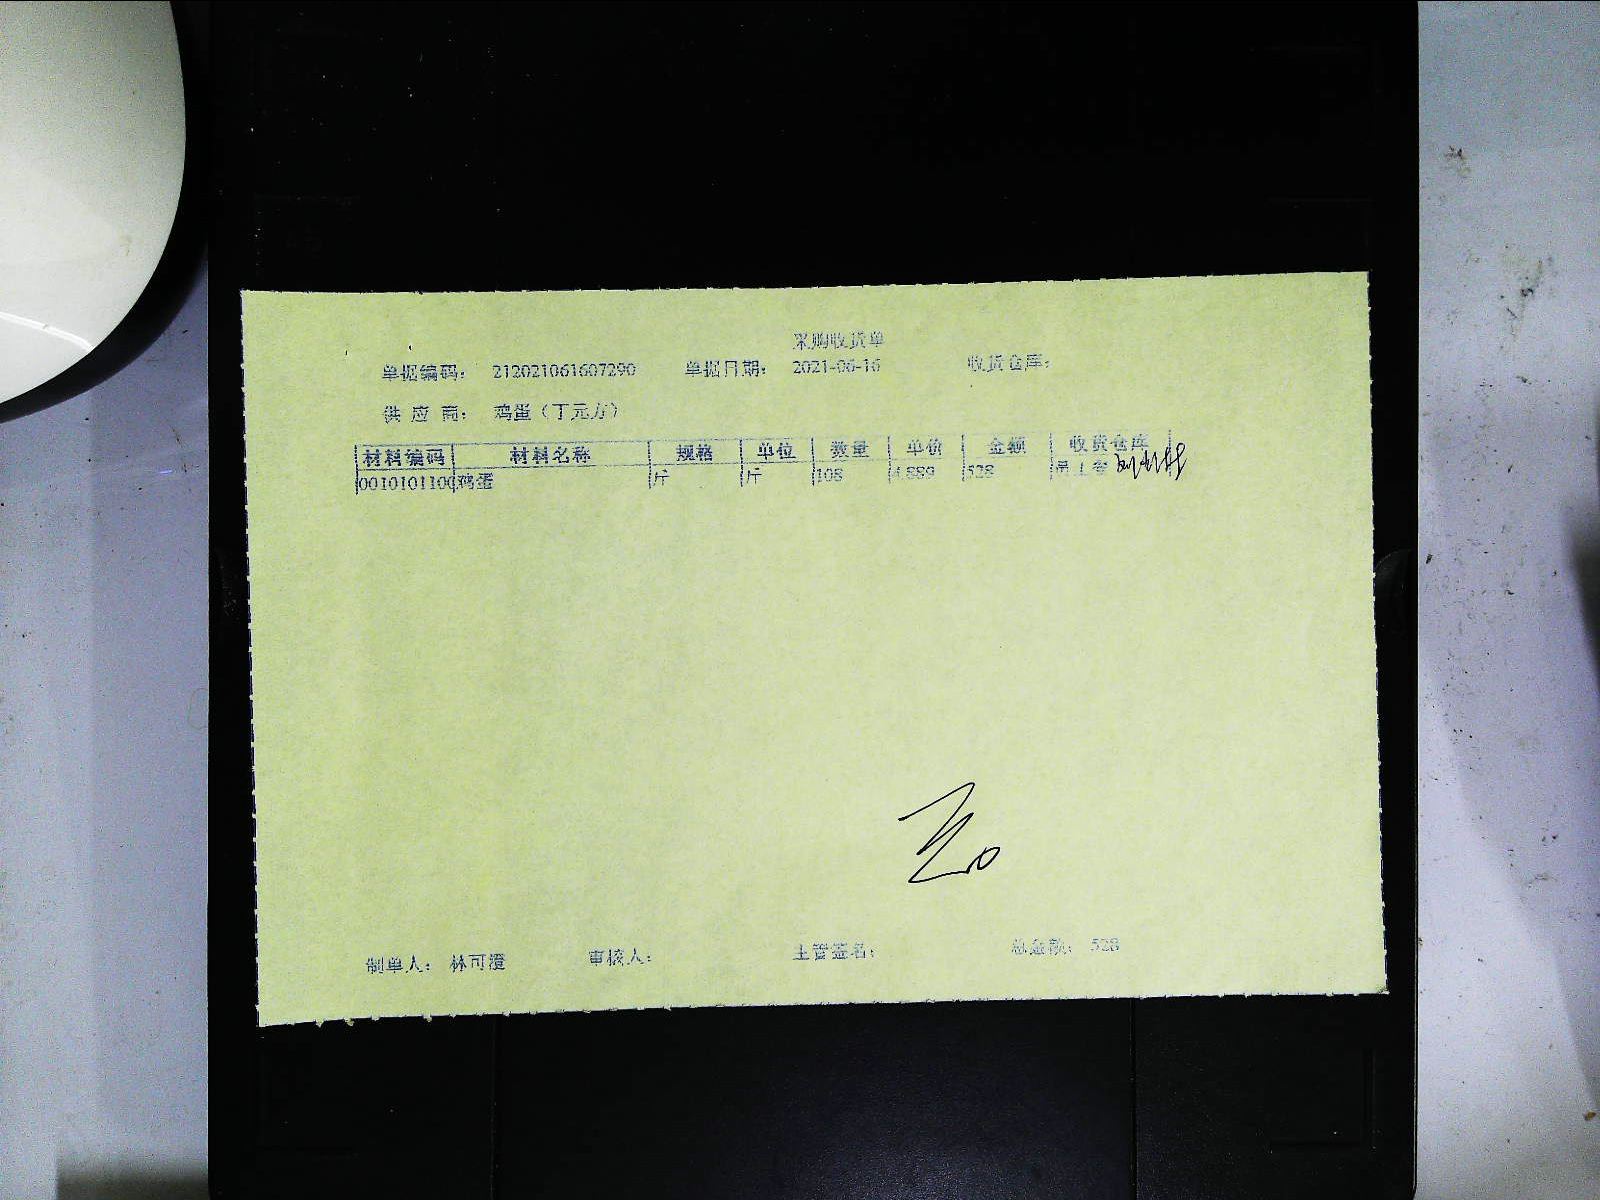 采购收货单
单据编码： 212021061607290 单据日期： 2021-06-16 收货仓库：
供 应 商： 鸡蛋（丁元方）
材料编码 材料名称 规格 单位 数量 单价 金额 收货仓库
0010101100 鸡蛋 斤 斤 108 4.889 528
制单人： 林可澄 审核人： 主管签名： 总金额： 528